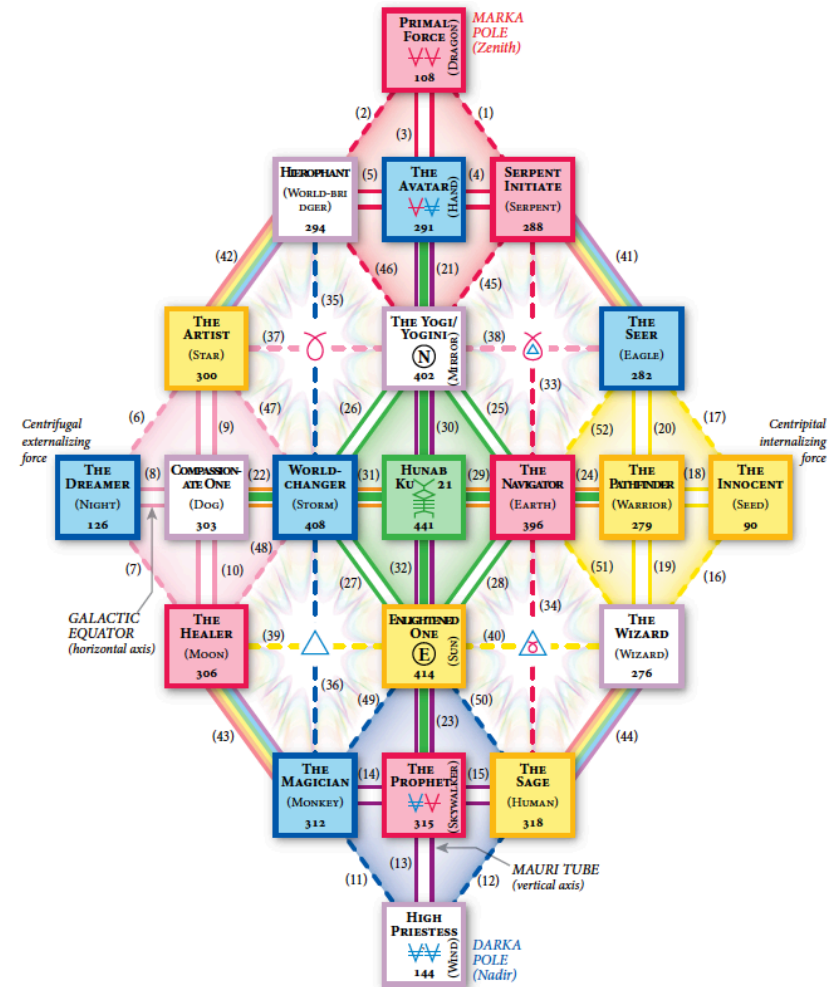 PRIMAL
FORCE
(DRAGON)
108
MARKA
POLE
(Zenith)
(2)
(1)
(3)
HIEROPHANT
(WORLD-BRI
DGER)
294
(5)
THE
AVATAR
(HAND)
291
(4)
SERPENT
INITIATE
(SERPENT)
288
(42)
(46)
(21)
(45)
(41)
(35)
THE
ARTIST
(STAR)
300
(37)
THE YOGI/
YOGINI
N
(MIRROR)
402
(38)
THE
SEER
(EAGLE)
282
(33)
(6)
(9)
(47)
(26)
(30)
(25)
(52)
(20)
(17)
Centrifugal
externalizing
force
Centripital
internalizing
force
THE
DREAMER
(NIGHT)
126
(8)
COMPASSION-
ATE ONE
(DOG)
303
(22)
WORLD-
CHANGER
(STORM)
408
(31)
HUNAB
KU 21
441
(29)
THE
NAVIGATOR
(EARTH)
396
(24)
THE
PATHFINDER
(WARRIOR)
279
(18)
THE
INNOCENT
(SEED)
90
(7)
(10)
(48)
(27)
(32)
(28)
(51)
(19)
(16)
(34)
GALACTIC
EQUATOR
(horizontal axis)
THE
HEALER
(MOON)
306
(39)
ENLIGHTENED
ONE
E
(SUN)
414
(40)
THE
WIZARD
(WIZARD)
276
(36)
(43)
(49)
(23)
(50)
(44)
THE
MAGICIAN
(MONKEY)
312
(14)
THE
PROPHET
(SKYWALKER)
315
(15)
THE
SAGE
(HUMAN)
318
(11)
(13)
(12)
MAURI TUBE
(vertical axis)
HIGH
PRIESTESS
(WIND)
144
DARKA
POLE
(Nadir)